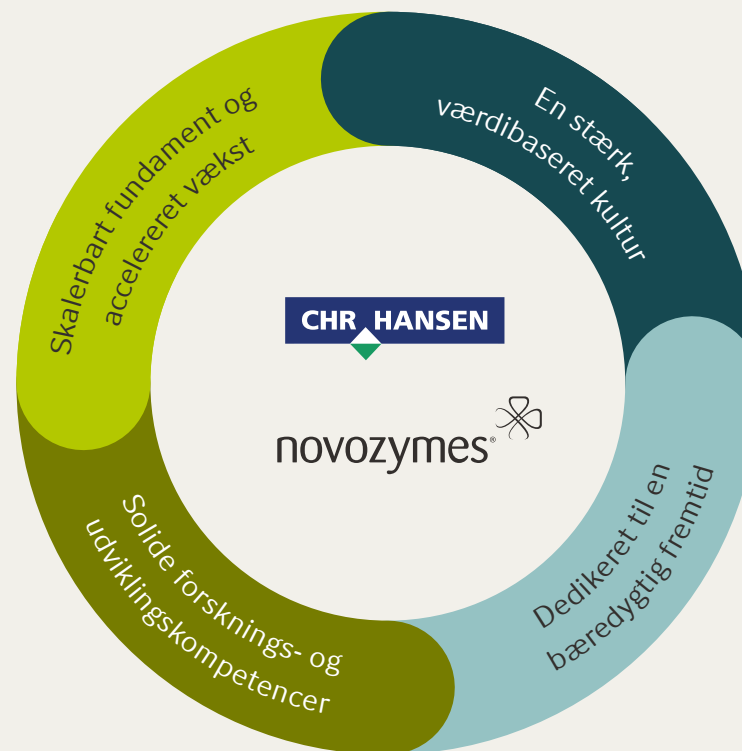 Skalerbart fundament og
accelereret vækst
En stærk,
værdibaseret kultur
CHR HANSEN
novozymes®
Solide forsknings- og
udviklingskompetencer
Dedikeret til en
bæredygtig fremtid